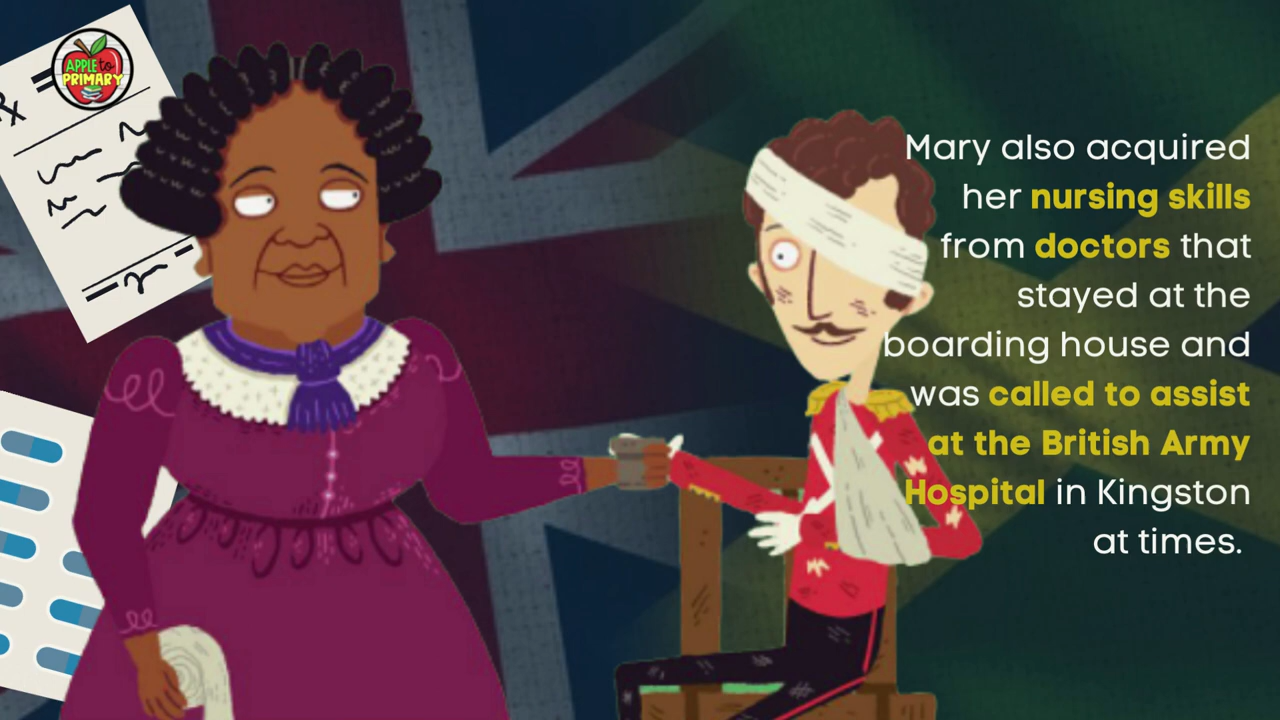 APPLE to
PRIMARY
Mary also acquired
her nursing skills
from doctors that
stayed at the
boarding house and
was called to assist
at the British Army
Hospital in Kingston
at times.